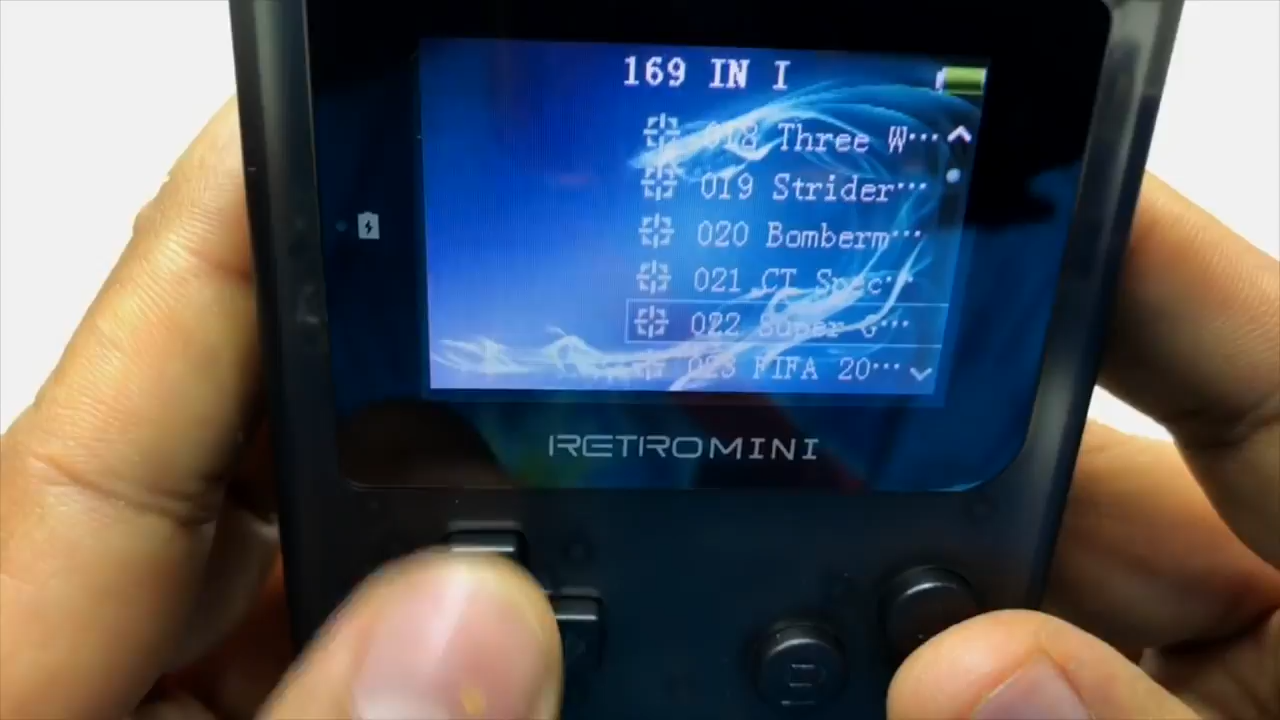 169 IN I
018 Three W...
019 Strider...
020 Bomberm...
021 CT Spec...
022 Super G...
023 FIFA 20...
RETROMINI
B